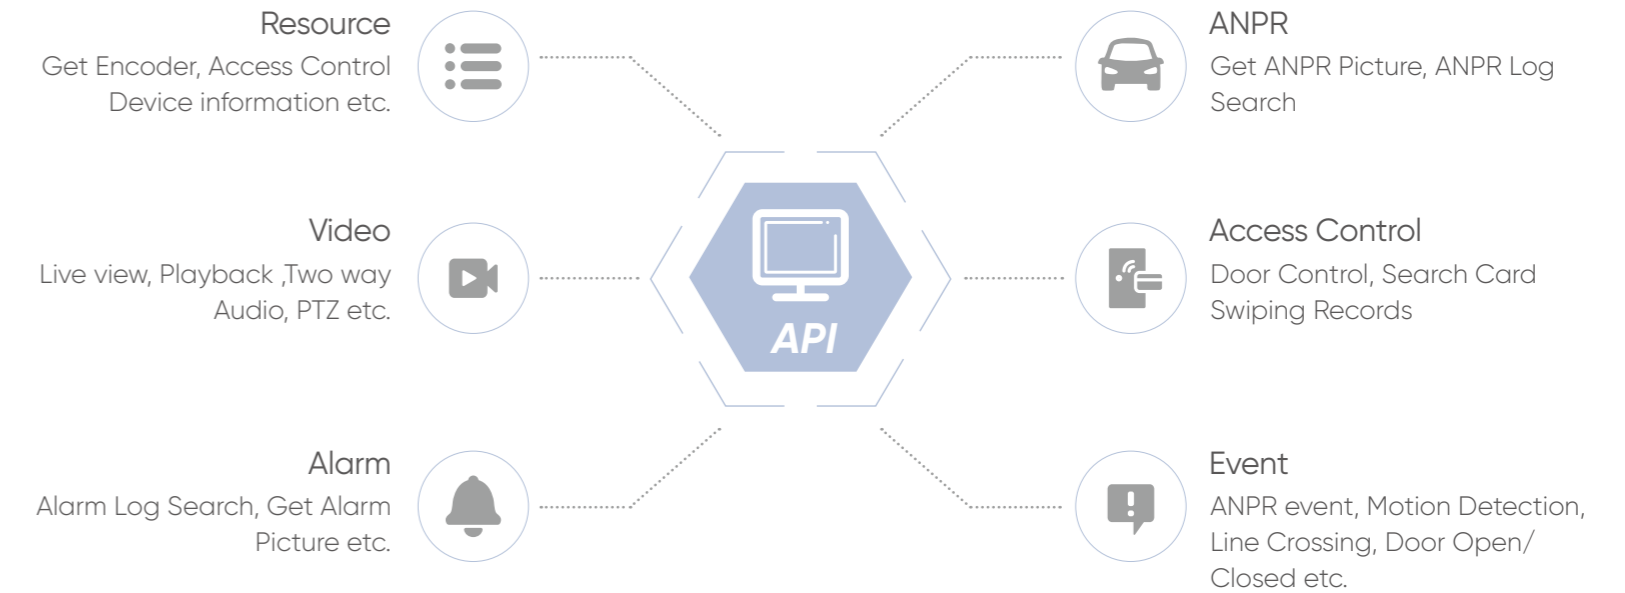 Resource
Get Encoder, Access Control
Device information etc.
Video
Live view, Playback ,Two way
Audio, PTZ etc.
Alarm
Alarm Log Search, Get Alarm
Picture etc.
API
ANPR
Get ANPR Picture, ANPR Log
Search
Access Control
Door Control, Search Card
Swiping Records
Event
ANPR event, Motion Detection,
Line Crossing, Door Open/
Closed etc.